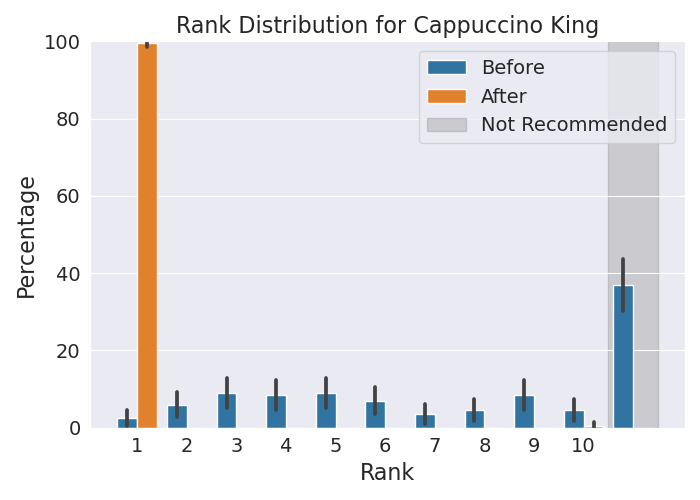 Rank Distribution for Cappuccino King
100
80
60
40
20
0
Percentage
Before
After
Not Recommended
1 2 3 4 5 6 7 8 9 10
Rank